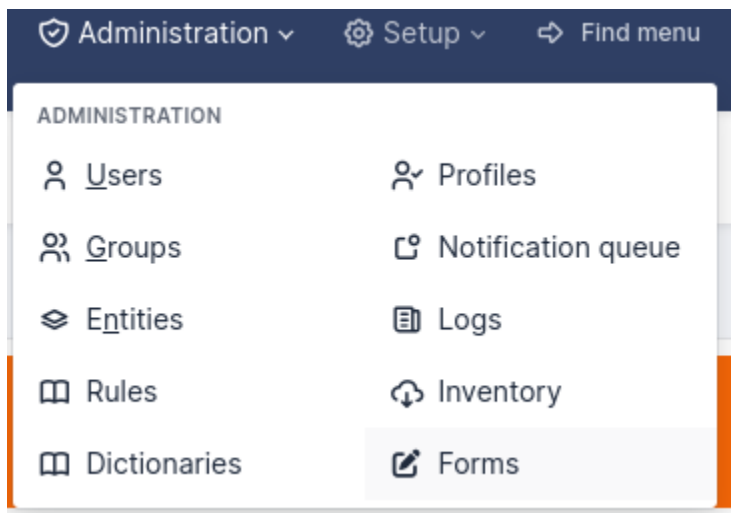 Administration Setup Find menu
ADMINISTRATION
Users Profiles
Groups Notification queue
Entities Logs
Rules Inventory
Dictionaries Forms